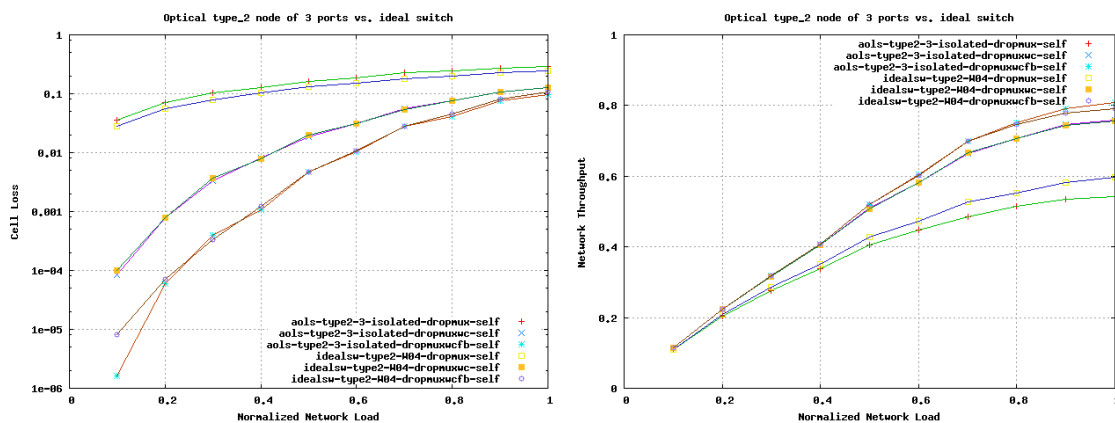 Optical type_2 node of 3 ports vs. ideal switch
1
0.1
0.01
0.001
1e-04
1e-05
1e-06
Cell Loss
aols-type2-3-isolated-dropmux-self
aols-type2-3-isolated-dropmuxwc-self
aols-type2-3-isolated-dropmuxwcfb-self
idealsw-type2-W04-dropmux-self
idealsw-type2-W04-dropmuxwc-self
idealsw-type2-W04-dropmuxwcfb-self
0 0.2 0.4 0.6 0.8 1
Normalized Network Load
Optical type_2 node of 3 ports vs. ideal switch
1
0.8
0.6
0.4
0.2
0
Network Throughput
aols-type2-3-isolated-dropmux-self
aols-type2-3-isolated-dropmuxwc-self
aols-type2-3-isolated-dropmuxwcfb-self
idealsw-type2-W04-dropmux-self
idealsw-type2-W04-dropmuxwc-self
idealsw-type2-W04-dropmuxwcfb-self
0 0.2 0.4 0.6 0.8 1
Normalized Network Load